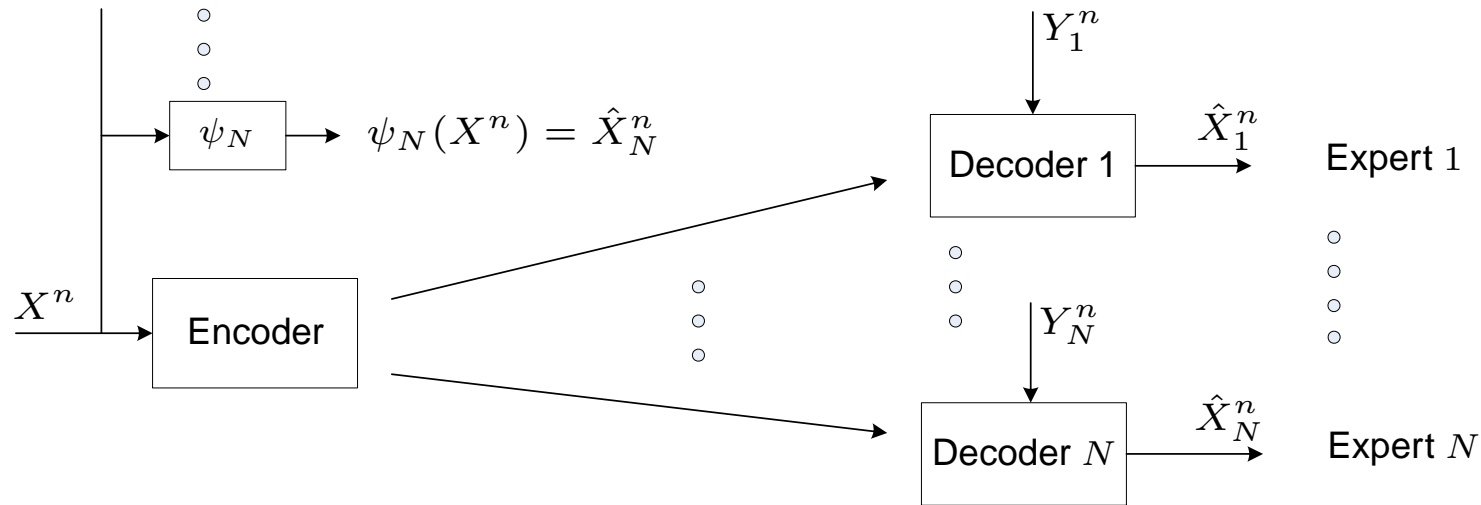 Y_1^n
ψ_N
ψ_N(X^n) = X̂_N^n
Decoder 1
X̂_1^n
Expert 1
X^n
Encoder
Y_N^n
Decoder N
X̂_N^n
Expert N